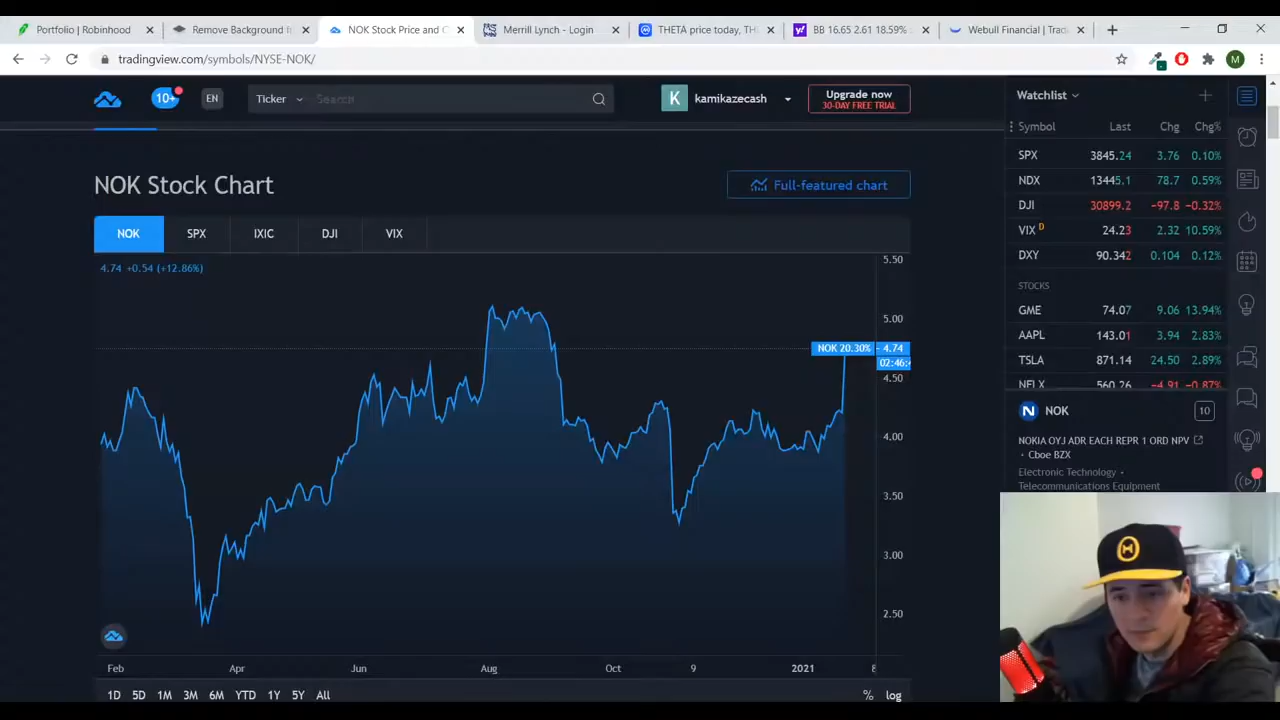 Portfolio | Robinhood
Remove Background f
NOK Stock Price and C
Merrill Lynch - Login
THETA price today, TH
BB 16.65 2.61 18.59%
Webull Financial | Trad
tradingview.com/symbols/NYSE-NOK/
M
10+
EN
Ticker
Search
K
kamikazecash
Upgrade now
30-DAY FREE TRIAL
Watchlist
Symbol Last Chg Chg%
SPX 3845.24 3.76 0.10%
NDX 13445.1 78.7 0.59%
DJI 30899.2 −97.8 −0.32%
VIX D 24.23 2.32 10.59%
DXY 90.342 0.104 0.12%
STOCKS
GME 74.07 9.06 13.94%
AAPL 143.01 3.94 2.83%
TSLA 871.14 24.50 2.89%
NFLX 560.26 −4.91 −0.87%
N NOK 10
NOKIA OYJ ADR EACH REPR 1 ORD NPV
• Cboe BZX
Electronic Technology •
Telecommunications Equipment
NOK Stock Chart
Full-featured chart
NOK SPX IXIC DJI VIX
4.74 +0.54 (+12.86%)
5.50
5.00
NOK 20.30% 4.74
02:46:4
4.50
4.00
3.50
3.00
2.50
Feb Apr Jun Aug Oct 9 2021 8
1D 5D 1M 3M 6M YTD 1Y 5Y All
% log